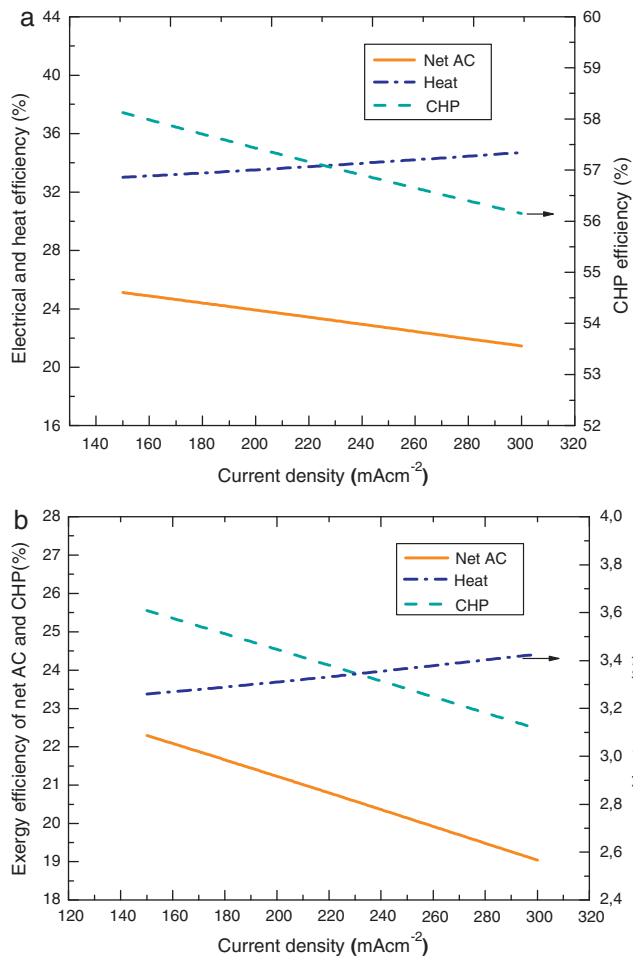 a
44
40
36
32
28
24
20
16
Electrical and heat efficiency (%)
60
59
58
57
56
55
54
53
52
CHP efficiency (%)
Net AC
Heat
CHP
140 160 180 200 220 240 260 280 300 320
Current density (mAcm-2)
b
28
27
26
25
24
23
22
21
20
19
18
Exergy efficiency of net AC and CHP(%)
4,0
3,8
3,6
3,4
3,2
3,0
2,8
2,6
2,4
Net AC
Heat
CHP
120 140 160 180 200 220 240 260 280 300 320
Current density (mAcm-2)